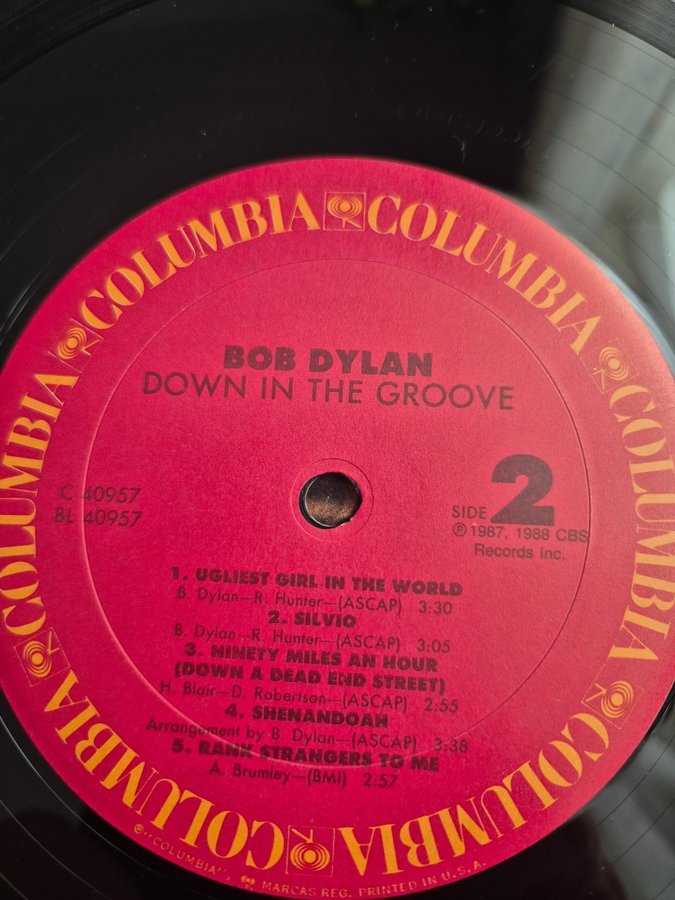 COLUMBIA COLUMBIA COLUMBIA COLUMBIA COLUMBIA COLUMBIA COLUMBIA COLUMBIA
BOB DYLAN
DOWN IN THE GROOVE
C 40957
BL 40957
SIDE 2
℗ 1987, 1988 CBS
Records Inc.
1. UGLIEST GIRL IN THE WORLD
B. Dylan—R. Hunter—(ASCAP) 3:30
2. SILVIO
B. Dylan—R. Hunter—(ASCAP) 3:05
3. NINETY MILES AN HOUR
(DOWN A DEAD END STREET)
H. Blair—D. Robertson—(ASCAP) 2:55
4. SHENANDOAH
Arrangement by B. Dylan—(ASCAP) 3:38
5. RANK STRANGERS TO ME
A. Brumley—(BMI) 2:57
®"COLUMBIA", MARCAS REG. PRINTED IN U.S.A.